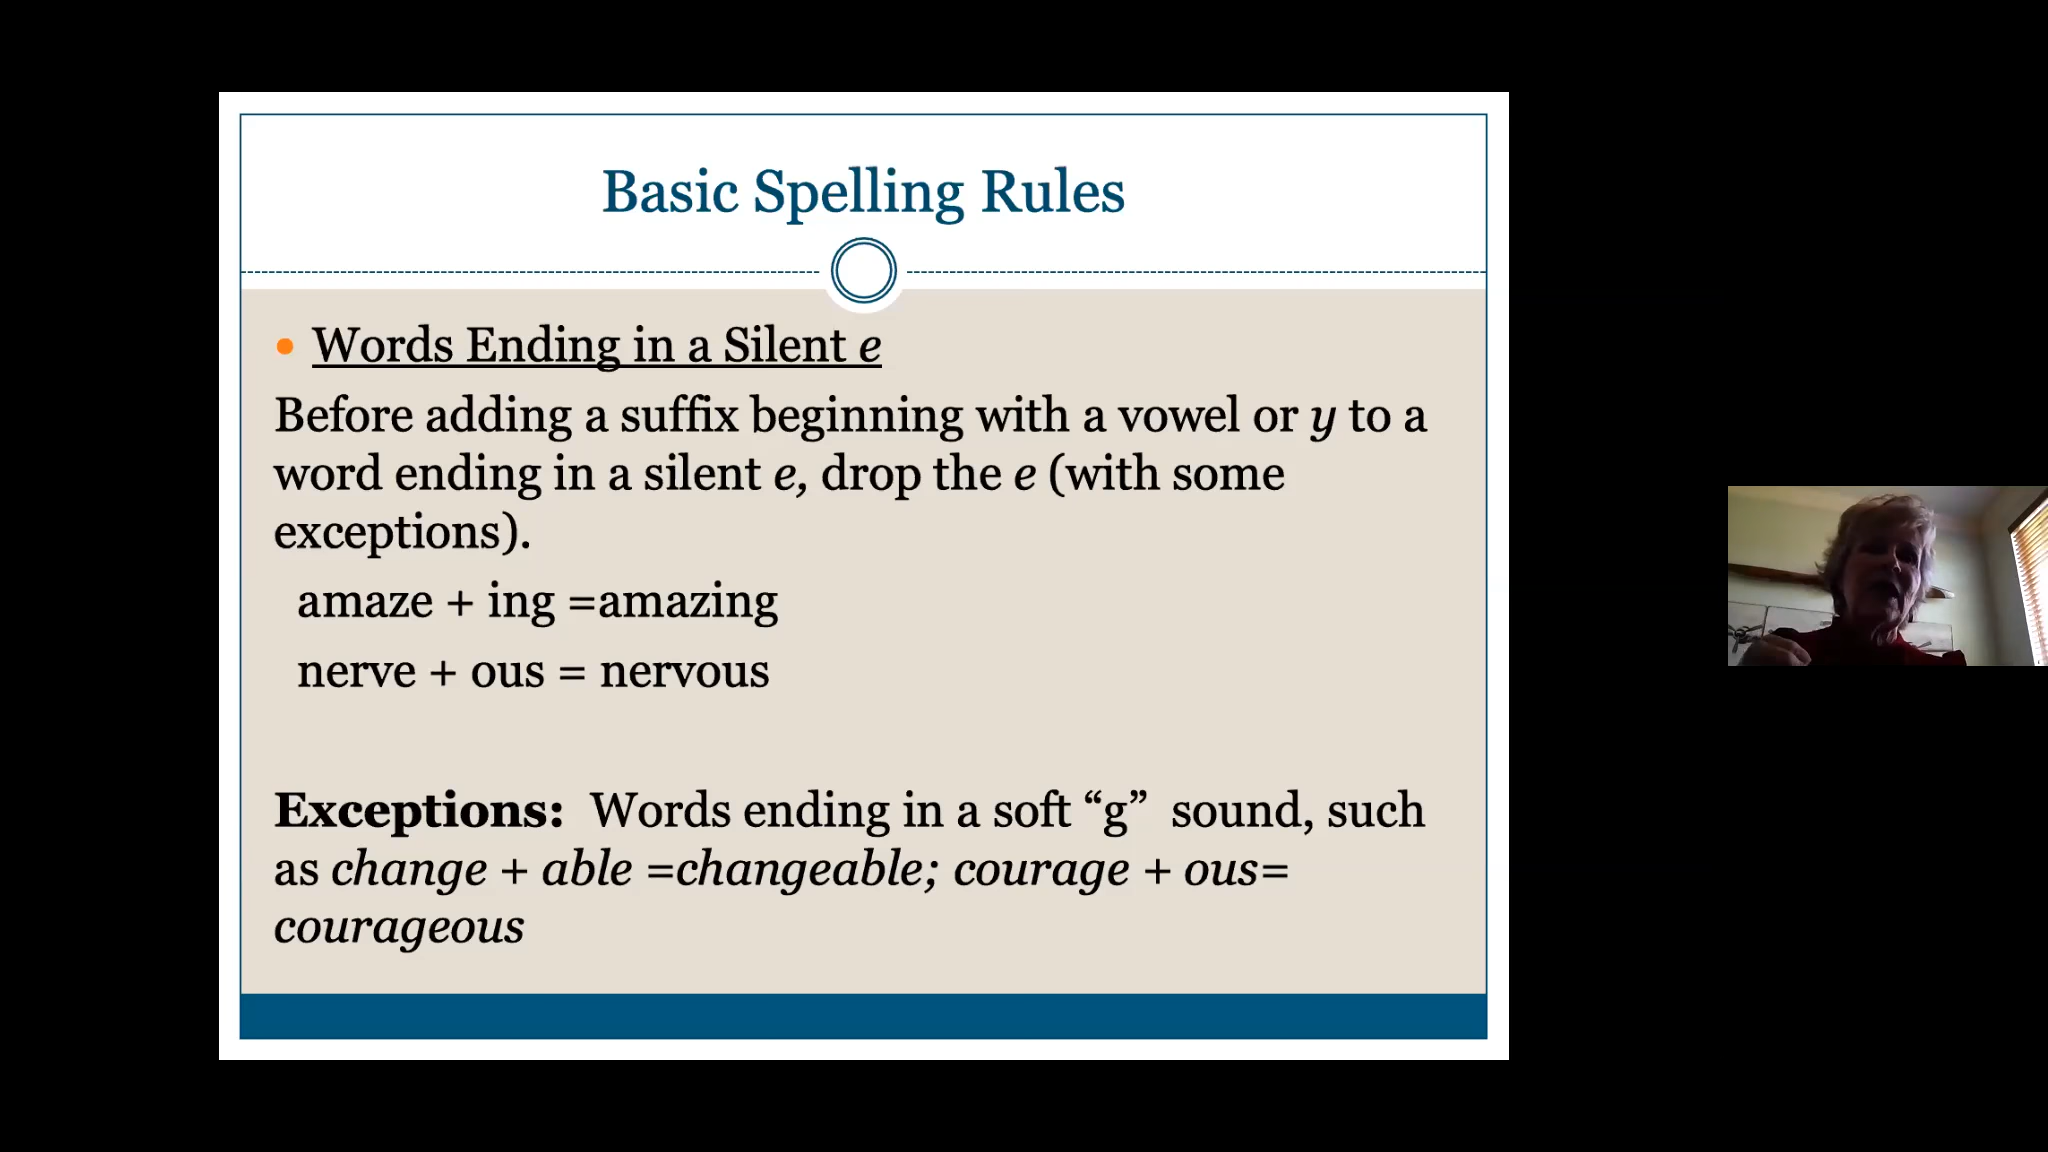 Basic Spelling Rules
• Words Ending in a Silent e
Before adding a suffix beginning with a vowel or y to a
word ending in a silent e, drop the e (with some
exceptions).
amaze + ing =amazing
nerve + ous = nervous
Exceptions:  Words ending in a soft “g”  sound, such
as change + able =changeable; courage + ous=
courageous